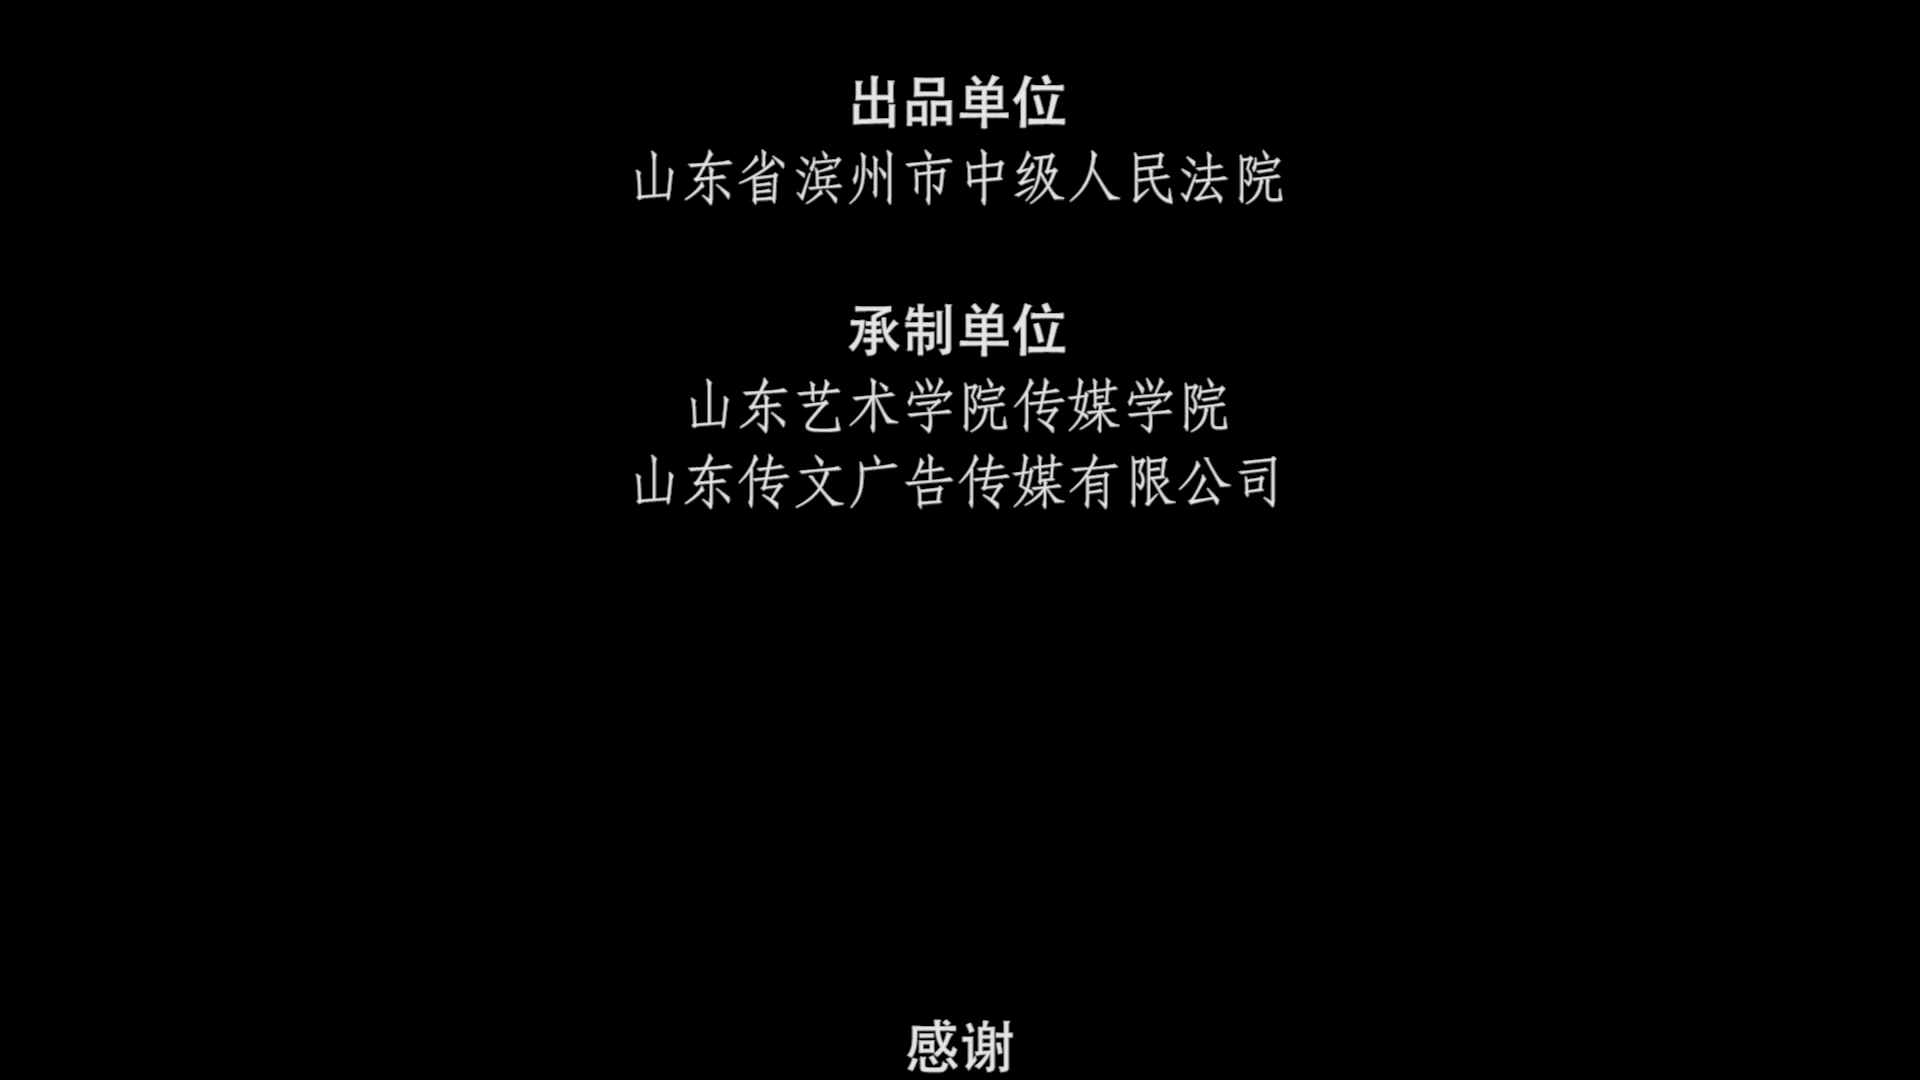 出品单位
山东省滨州市中级人民法院
承制单位
山东艺术学院传媒学院
山东传文广告传媒有限公司
感谢